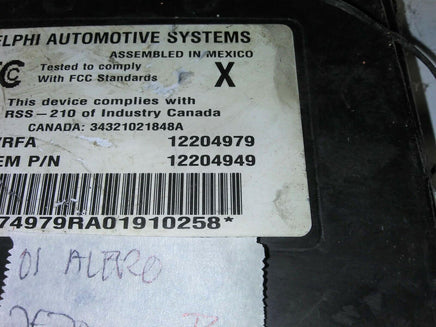 ELPHI AUTOMOTIVE SYSTEMS
ASSEMBLED IN MEXICO
Tested to comply
With FCC Standards
X
This device complies with
RSS-210 of Industry Canada
CANADA: 34321021848A
/RFA 12204979
EM P/N 12204949
74979RA01910258*
01 ALERO